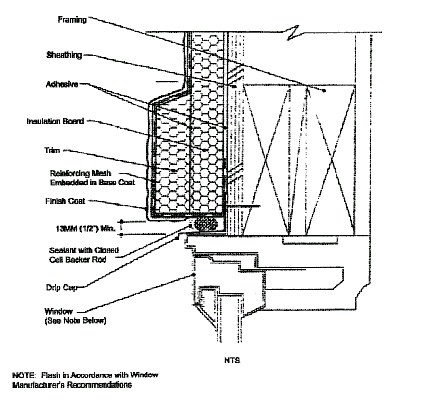 Framing
Sheathing
Adhesive
Insulation Board
Trim
Reinforcing Mesh
Embedded in Base Coat
Finish Coat
13MM (1/2") Min.
Sealant with Closed
Cell Backer Rod
Drip Cap
Window
(See Note Below)
NTS
NOTE: Flash in Accordance with Window
Manufacturer's Recommendations